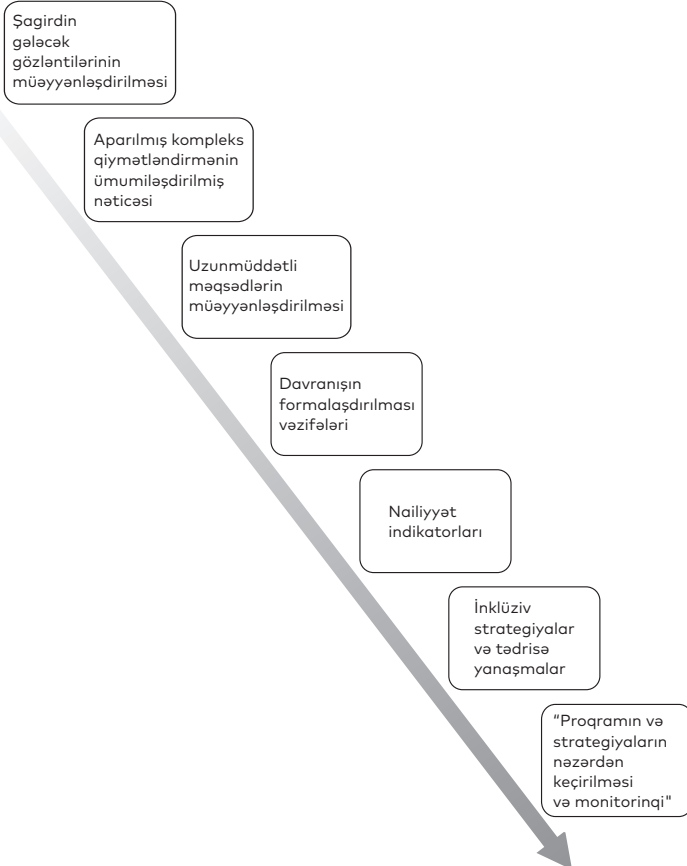 Şagirdin
gələcək
gözləntilərinin
müəyyənləşdirilməsi
Aparılmış kompleks
qiymətləndirmənin
ümumiləşdirilmiş
nəticəsi
Uzunmüddətli
məqsədlərin
müəyyənləşdirilməsi
Davranışın
formalaşdırılması
vəzifələri
Nailiyyət
indikatorları
İnklüziv
strategiyalar
və tədrisə
yanaşmalar
"Proqramın və
strategiyaların
nəzərdən
keçirilməsi
və monitorinqi"